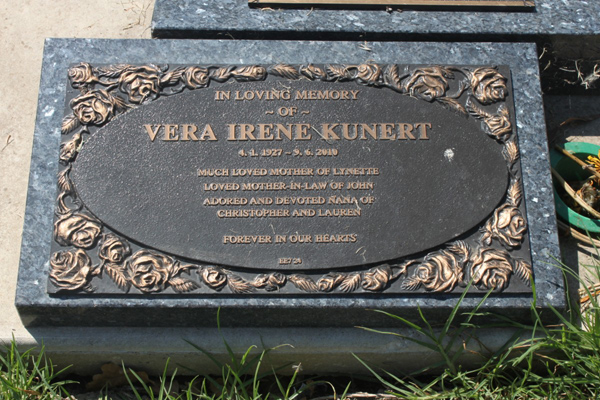 IN LOVING MEMORY
~ OF ~
VERA IRENE KUNERT
4. 1. 1927 ~ 9. 6. 2010
MUCH LOVED MOTHER OF LYNETTE
LOVED MOTHER-IN-LAW OF JOHN
ADORED AND DEVOTED NANA OF
CHRISTOPHER AND LAUREN
FOREVER IN OUR HEARTS